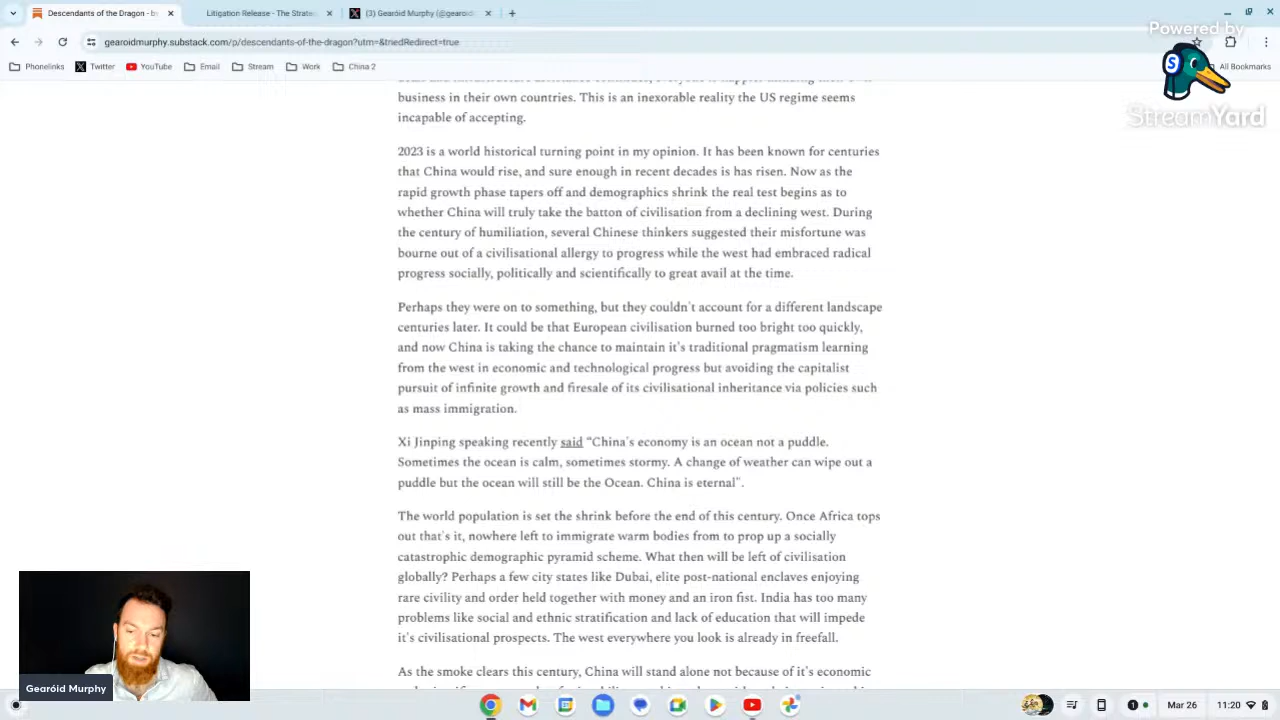 Descendants of the Dragon - b
Litigation Release - The Strate
(3) Gearóid Murphy (@gearoi
gearoidmurphy.substack.com/p/descendants-of-the-dragon?utm=&triedRedirect=true
Phonelinks
Twitter
YouTube
Email
Stream
Work
China 2
All Bookmarks
Powered by
StreamYard
business in their own countries. This is an inexorable reality the US regime seems
incapable of accepting.
2023 is a world historical turning point in my opinion. It has been known for centuries
that China would rise, and sure enough in recent decades is has risen. Now as the
rapid growth phase tapers off and demographics shrink the real test begins as to
whether China will truly take the batton of civilisation from a declining west. During
the century of humiliation, several Chinese thinkers suggested their misfortune was
bourne out of a civilisational allergy to progress while the west had embraced radical
progress socially, politically and scientifically to great avail at the time.
Perhaps they were on to something, but they couldn't account for a different landscape
centuries later. It could be that European civilisation burned too bright too quickly,
and now China is taking the chance to maintain it's traditional pragmatism learning
from the west in economic and technological progress but avoiding the capitalist
pursuit of infinite growth and firesale of its civilisational inheritance via policies such
as mass immigration.
Xi Jinping speaking recently said "China's economy is an ocean not a puddle.
Sometimes the ocean is calm, sometimes stormy. A change of weather can wipe out a
puddle but the ocean will still be the Ocean. China is eternal".
The world population is set the shrink before the end of this century. Once Africa tops
out that's it, nowhere left to immigrate warm bodies from to prop up a socially
catastrophic demographic pyramid scheme. What then will be left of civilisation
globally? Perhaps a few city states like Dubai, elite post-national enclaves enjoying
rare civility and order held together with money and an iron fist. India has too many
problems like social and ethnic stratification and lack of education that will impede
it's civilisational prospects. The west everywhere you look is already in freefall.
As the smoke clears this century, China will stand alone not because of it's economic
Gearóid Murphy
Mar 26
11:20